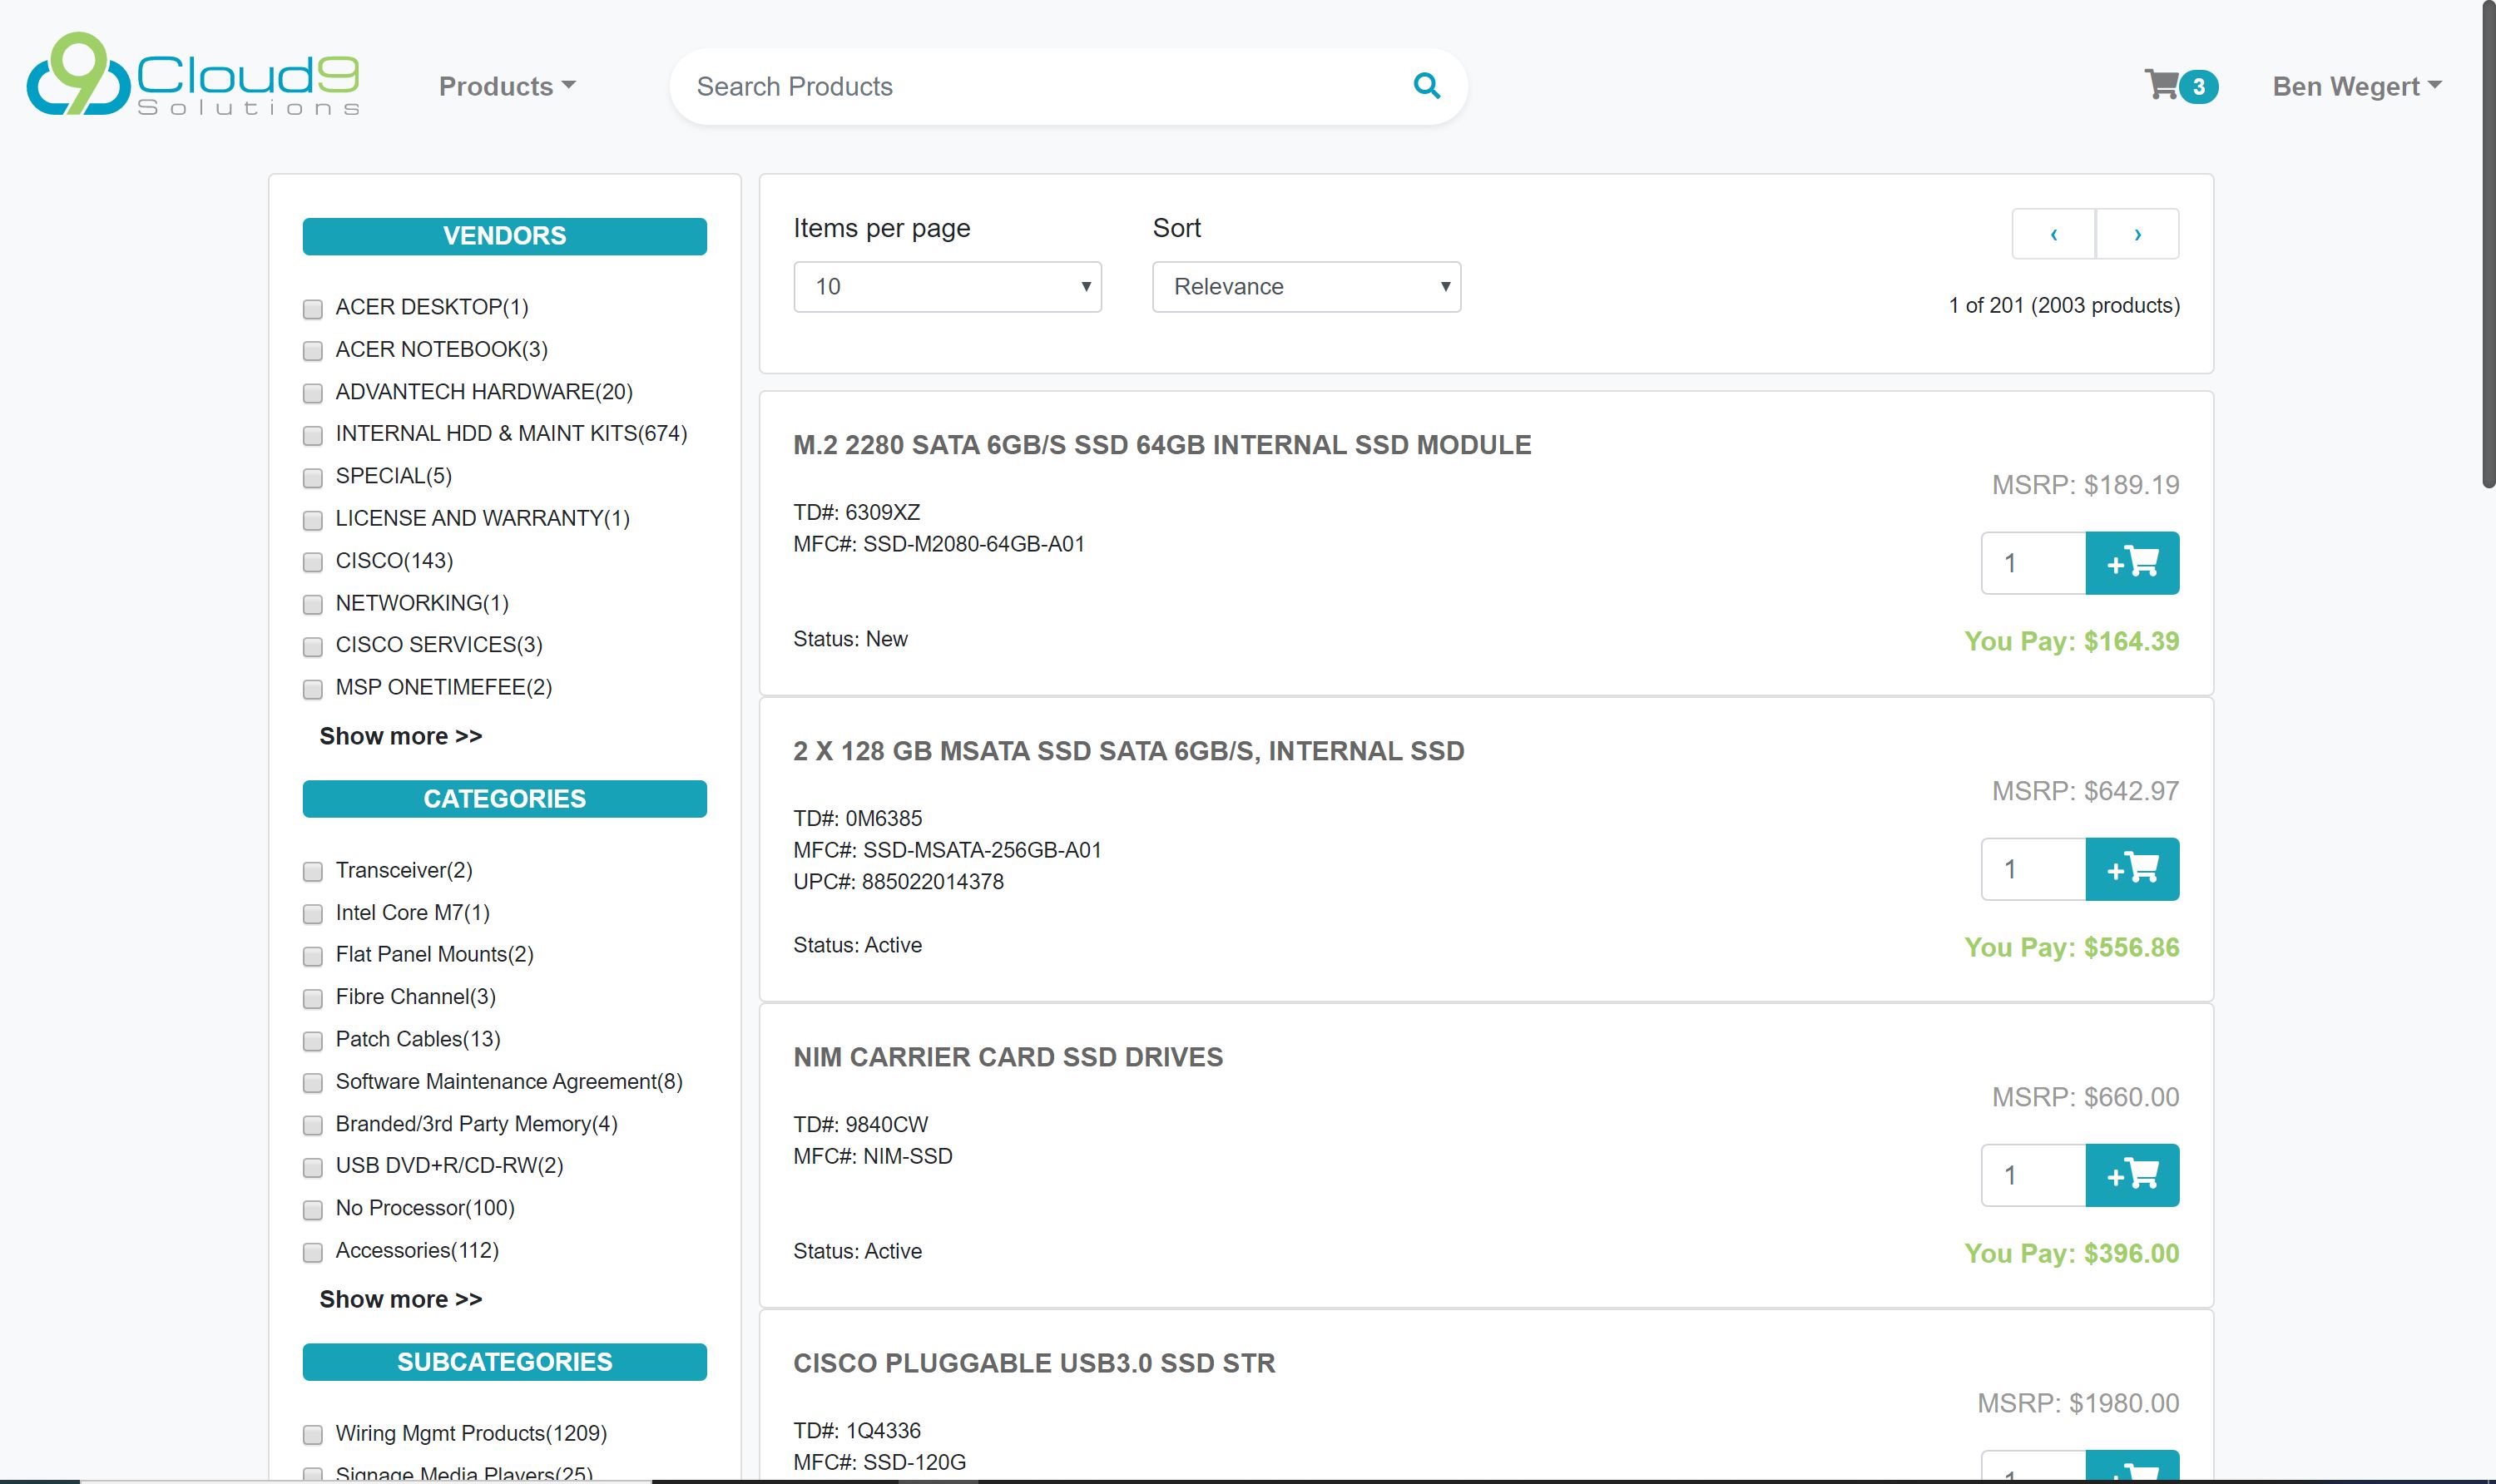 9 Cloud9
Solutions
Products
Search Products
3
Ben Wegert
VENDORS
ACER DESKTOP(1)
ACER NOTEBOOK(3)
ADVANTECH HARDWARE(20)
INTERNAL HDD & MAINT KITS(674)
SPECIAL(5)
LICENSE AND WARRANTY(1)
CISCO(143)
NETWORKING(1)
CISCO SERVICES(3)
MSP ONETIMEFEE(2)
Show more >>
CATEGORIES
Transceiver(2)
Intel Core M7(1)
Flat Panel Mounts(2)
Fibre Channel(3)
Patch Cables(13)
Software Maintenance Agreement(8)
Branded/3rd Party Memory(4)
USB DVD+R/CD-RW(2)
No Processor(100)
Accessories(112)
Show more >>
SUBCATEGORIES
Wiring Mgmt Products(1209)
Signage Media Players(25)
Items per page
10
Sort
Relevance
‹ ›
1 of 201 (2003 products)
M.2 2280 SATA 6GB/S SSD 64GB INTERNAL SSD MODULE
MSRP: $189.19
TD#: 6309XZ
MFC#: SSD-M2080-64GB-A01
1 +
Status: New
You Pay: $164.39
2 X 128 GB MSATA SSD SATA 6GB/S, INTERNAL SSD
MSRP: $642.97
TD#: 0M6385
MFC#: SSD-MSATA-256GB-A01
UPC#: 885022014378
1 +
Status: Active
You Pay: $556.86
NIM CARRIER CARD SSD DRIVES
MSRP: $660.00
TD#: 9840CW
MFC#: NIM-SSD
1 +
Status: Active
You Pay: $396.00
CISCO PLUGGABLE USB3.0 SSD STR
MSRP: $1980.00
TD#: 1Q4336
MFC#: SSD-120G
1